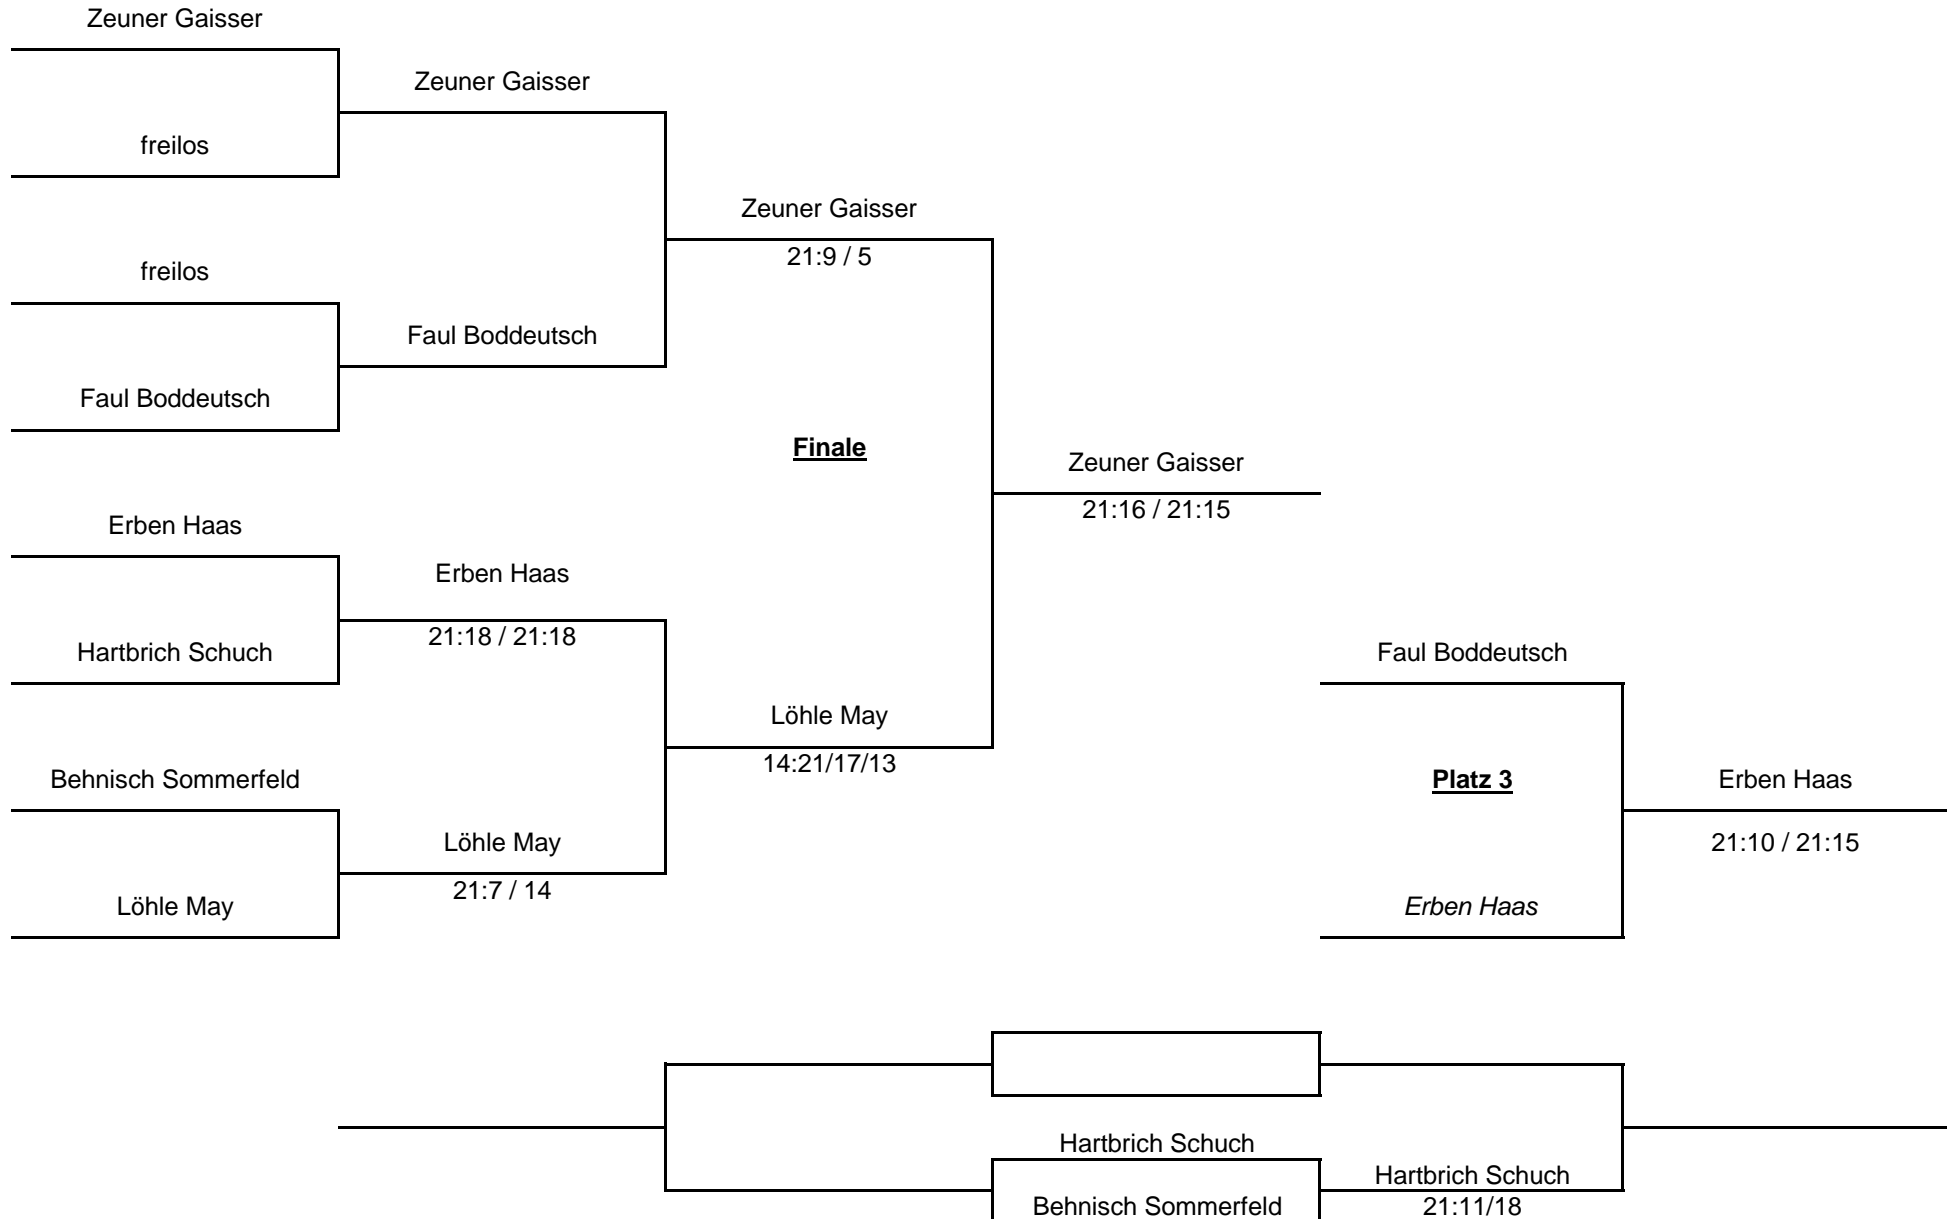 Zeuner Gaisser
Zeuner Gaisser
freilos
Zeuner Gaisser
21:9 / 5
freilos
Faul Boddeutsch
Faul Boddeutsch
Finale
Zeuner Gaisser
21:16 / 21:15
Erben Haas
Erben Haas
21:18 / 21:18
Hartbrich Schuch
Faul Boddeutsch
Löhle May
14:21/17/13
Behnisch Sommerfeld
Platz 3
Erben Haas
21:10 / 21:15
Löhle May
21:7 / 14
Löhle May
Erben Haas
Hartbrich Schuch
Hartbrich Schuch
21:11/18
Behnisch Sommerfeld